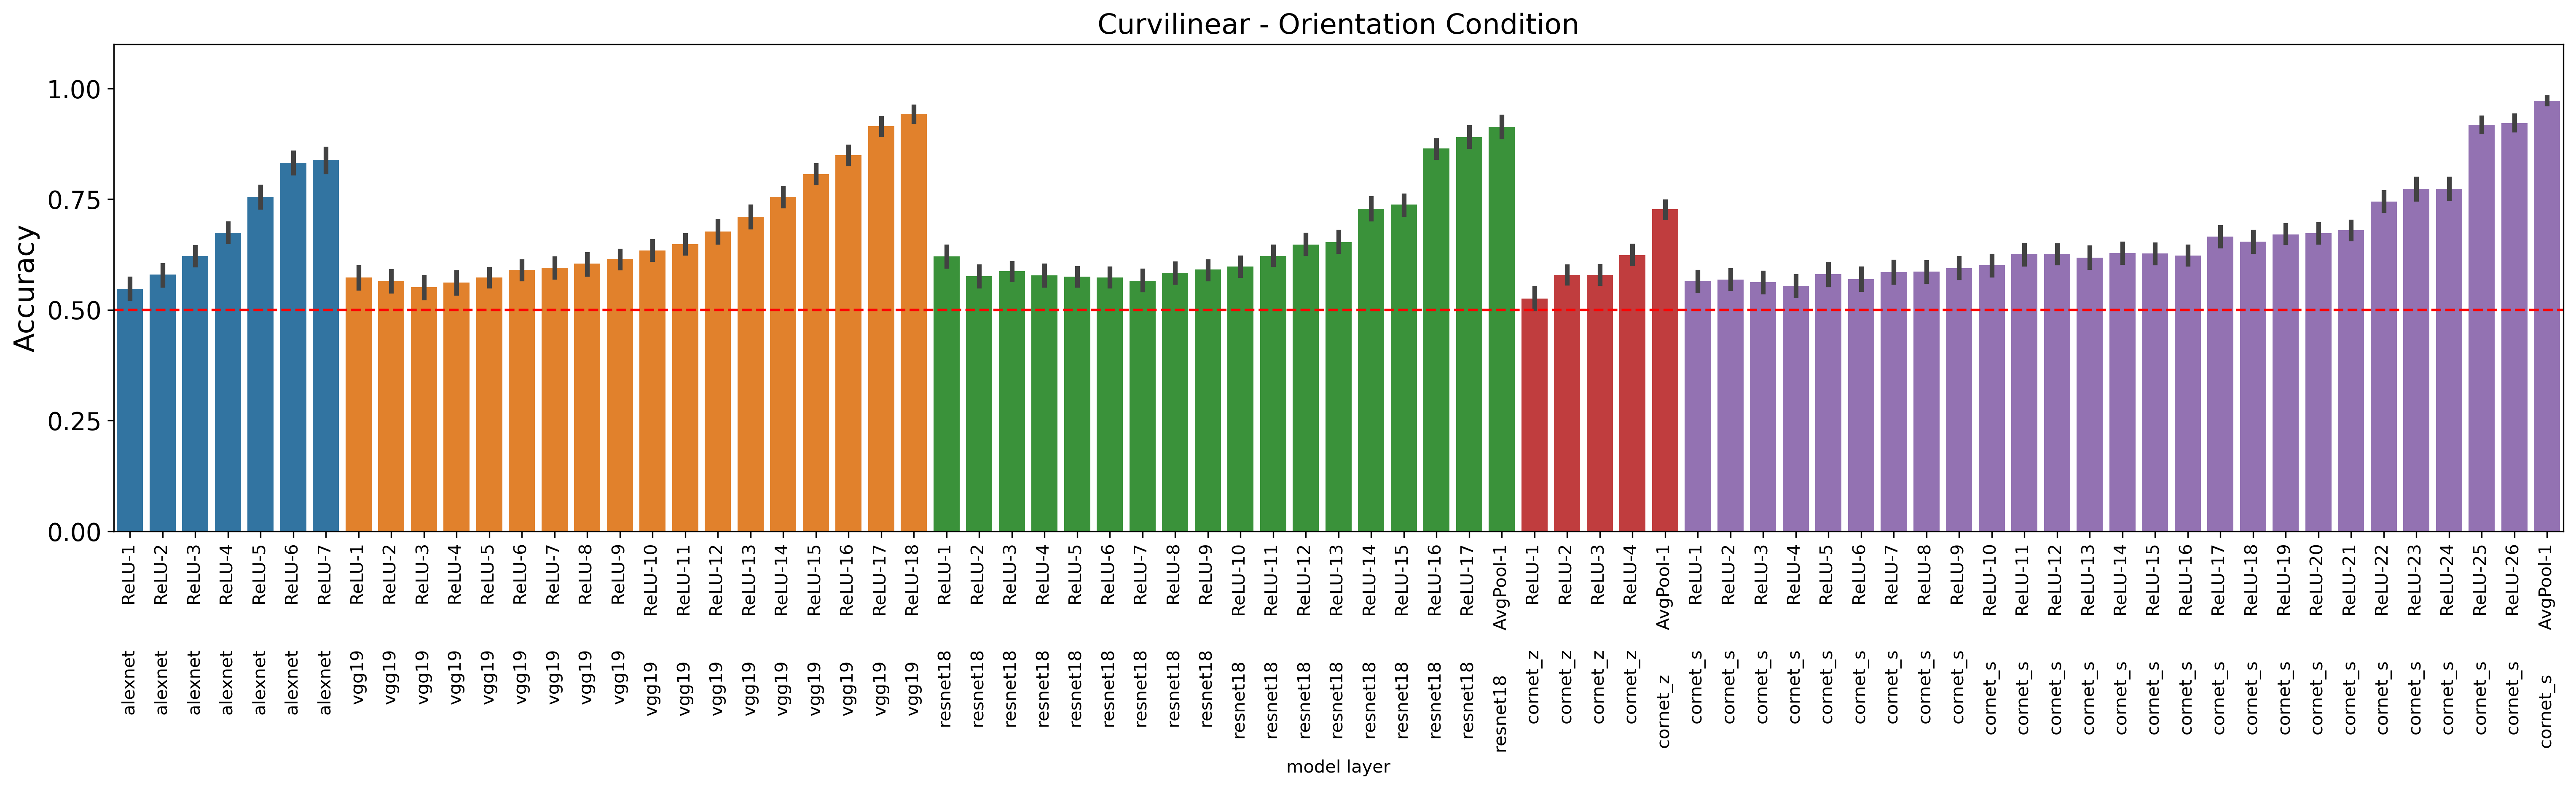 Curvilinear - Orientation Condition
Accuracy
1.00
0.75
0.50
0.25
0.00
alexnet ReLU-1
alexnet ReLU-2
alexnet ReLU-3
alexnet ReLU-4
alexnet ReLU-5
alexnet ReLU-6
alexnet ReLU-7
vgg19 ReLU-1
vgg19 ReLU-2
vgg19 ReLU-3
vgg19 ReLU-4
vgg19 ReLU-5
vgg19 ReLU-6
vgg19 ReLU-7
vgg19 ReLU-8
vgg19 ReLU-9
vgg19 ReLU-10
vgg19 ReLU-11
vgg19 ReLU-12
vgg19 ReLU-13
vgg19 ReLU-14
vgg19 ReLU-15
vgg19 ReLU-16
vgg19 ReLU-17
vgg19 ReLU-18
resnet18 ReLU-1
resnet18 ReLU-2
resnet18 ReLU-3
resnet18 ReLU-4
resnet18 ReLU-5
resnet18 ReLU-6
resnet18 ReLU-7
resnet18 ReLU-8
resnet18 ReLU-9
resnet18 ReLU-10
resnet18 ReLU-11
resnet18 ReLU-12
resnet18 ReLU-13
resnet18 ReLU-14
resnet18 ReLU-15
resnet18 ReLU-16
resnet18 ReLU-17
resnet18 AvgPool-1
cornet_z ReLU-1
cornet_z ReLU-2
cornet_z ReLU-3
cornet_z ReLU-4
cornet_z AvgPool-1
cornet_s ReLU-1
cornet_s ReLU-2
cornet_s ReLU-3
cornet_s ReLU-4
cornet_s ReLU-5
cornet_s ReLU-6
cornet_s ReLU-7
cornet_s ReLU-8
cornet_s ReLU-9
cornet_s ReLU-10
cornet_s ReLU-11
cornet_s ReLU-12
cornet_s ReLU-13
cornet_s ReLU-14
cornet_s ReLU-15
cornet_s ReLU-16
cornet_s ReLU-17
cornet_s ReLU-18
cornet_s ReLU-19
cornet_s ReLU-20
cornet_s ReLU-21
cornet_s ReLU-22
cornet_s ReLU-23
cornet_s ReLU-24
cornet_s ReLU-25
cornet_s ReLU-26
cornet_s AvgPool-1
model layer